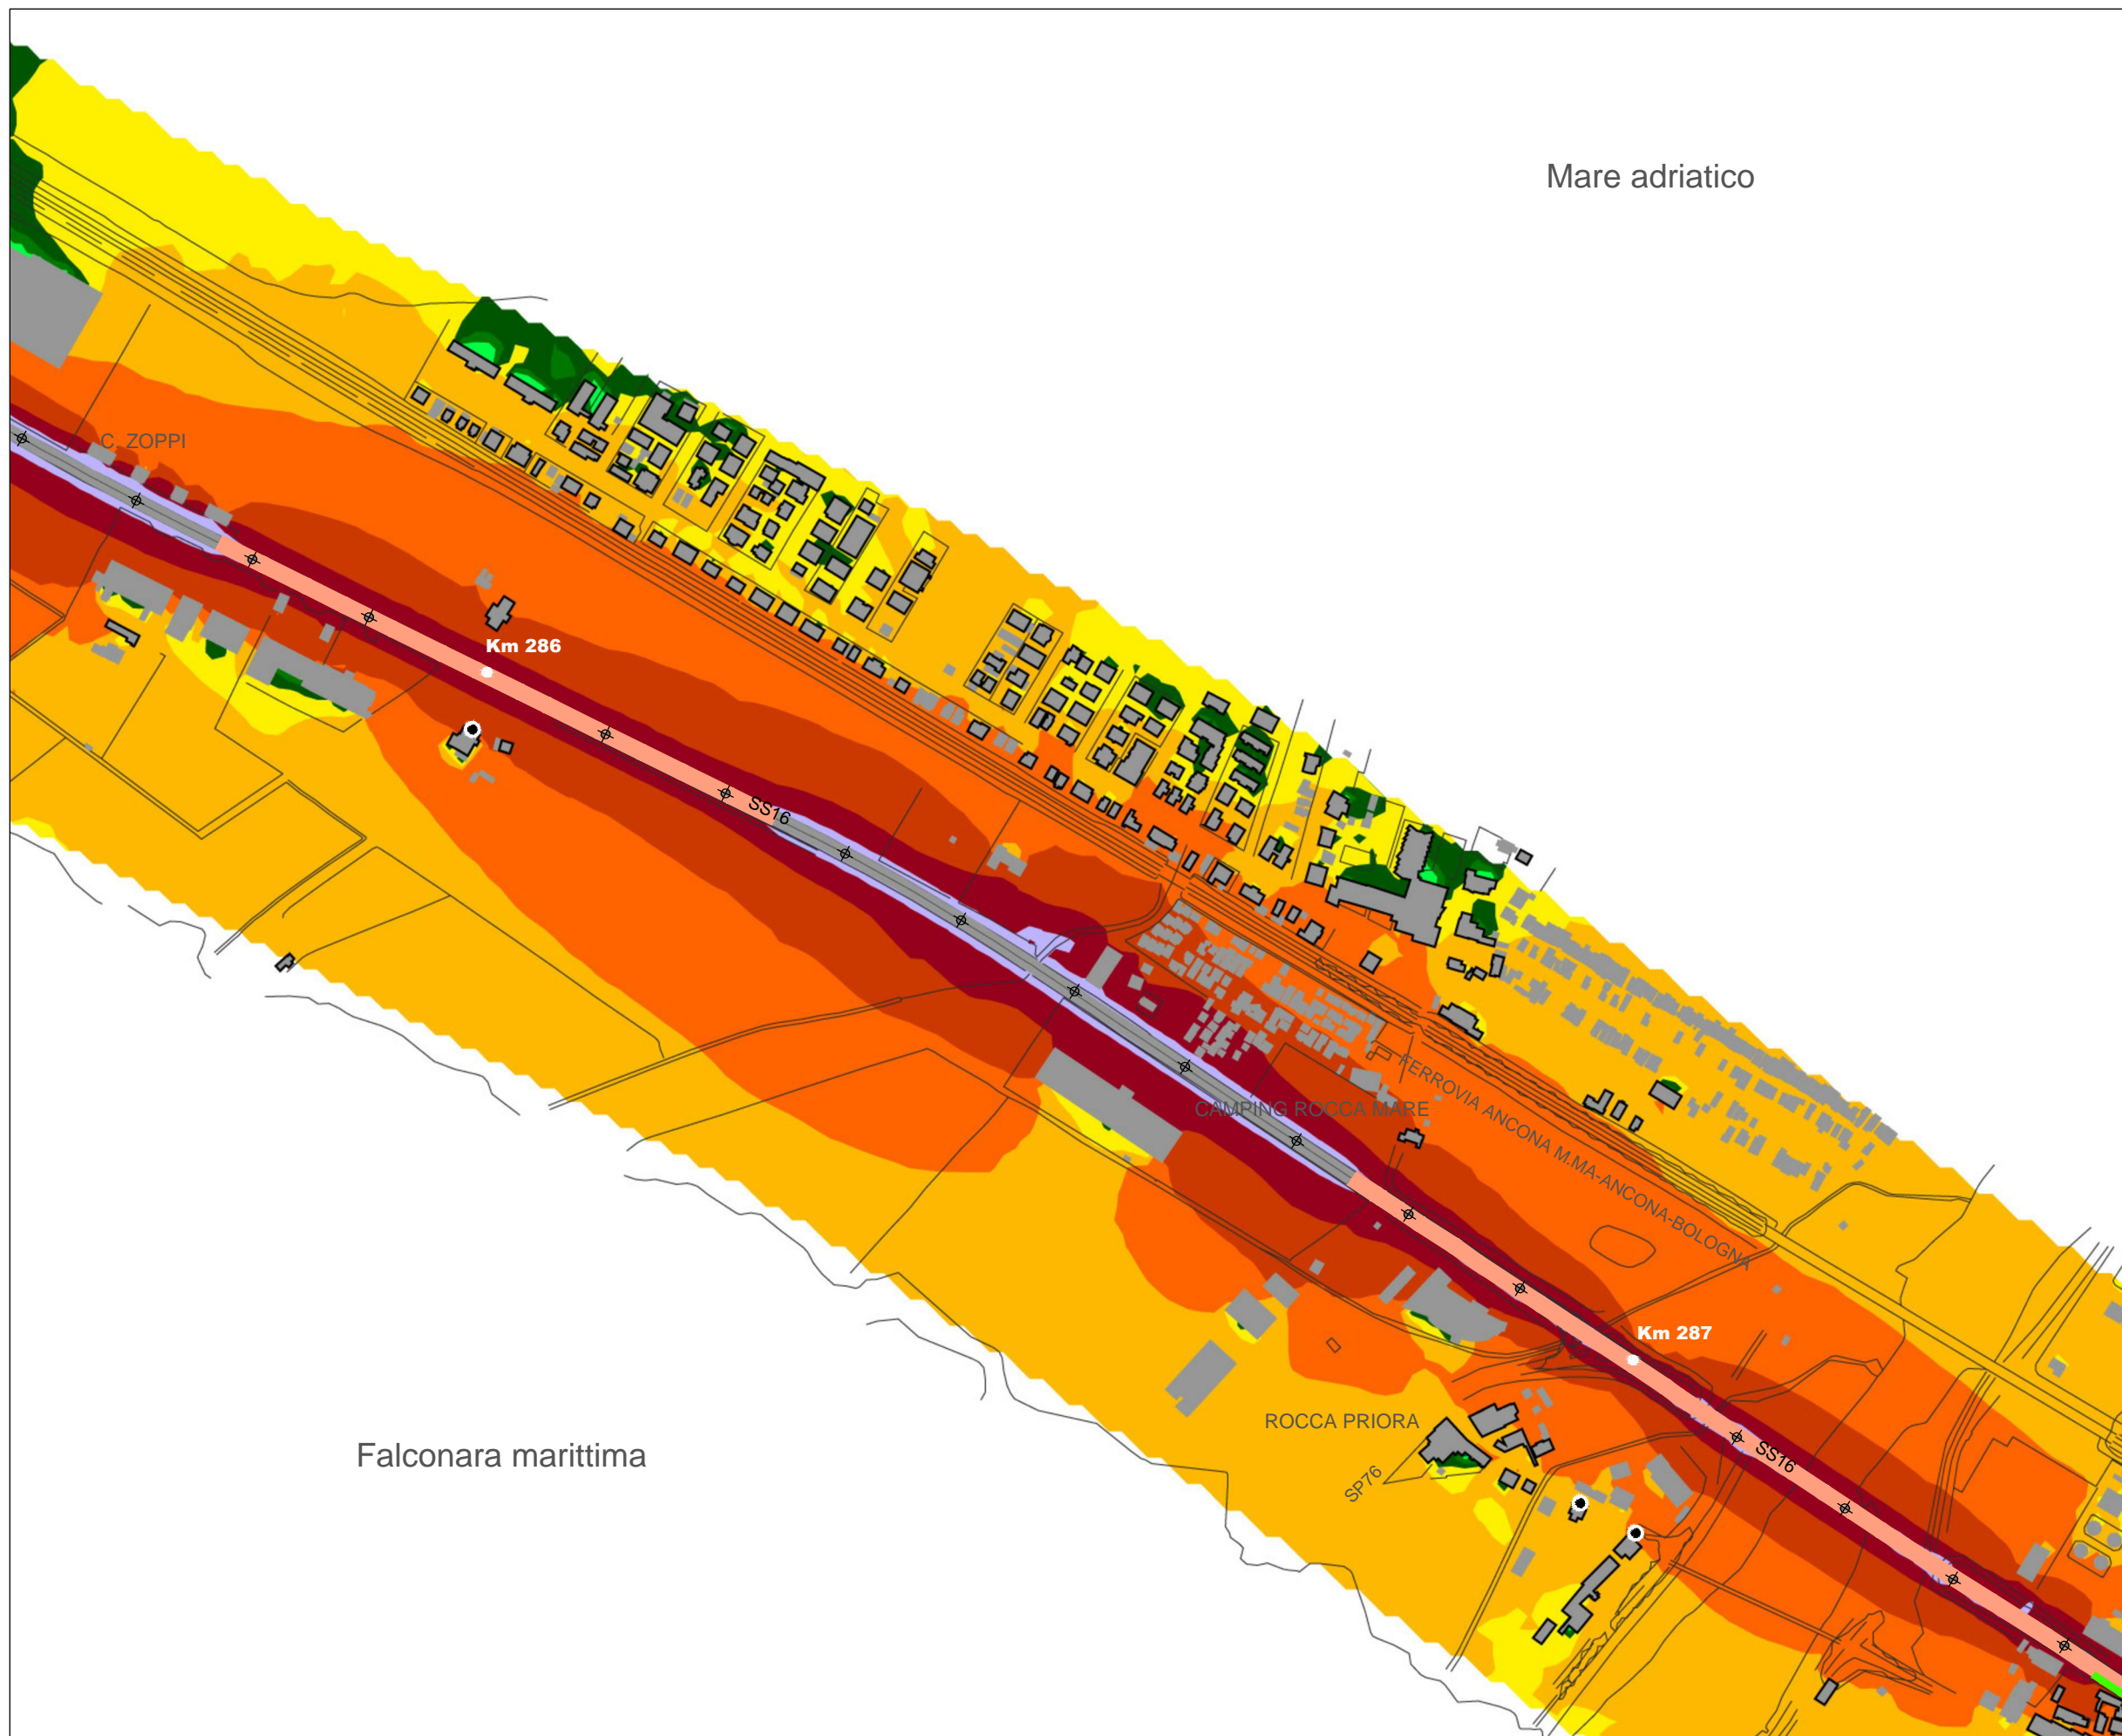 Mare adriatico
C. ZOPPI
Km 286
SS16
CAMPING ROCCA MARE
FERROVIA ANCONA M.MA-ANCONA-BOLOGNA
Km 287
ROCCA PRIORA
SS16
Falconara marittima
SP76